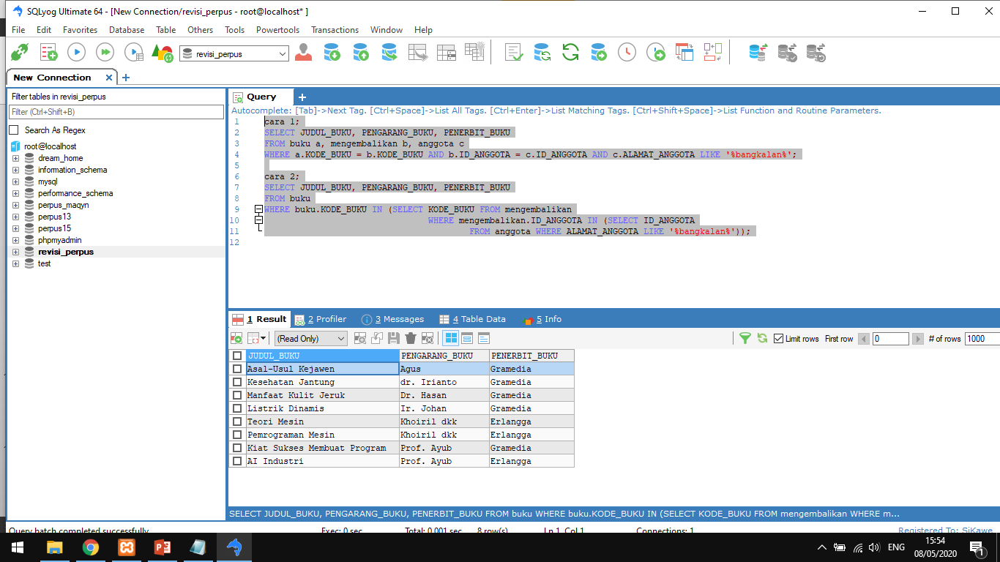 SQLyog Ultimate 64 - [New Connection/revisi_perpus - root@localhost* ]
File Edit Favorites Database Table Others Tools Powertools Transactions Window Help
revisi_perpus
New Connection
Filter tables in revisi_perpus
Filter (Ctrl+Shift+B)
Search As Regex
root@localhost
dream_home
information_schema
mysql
performance_schema
perpus_maqyn
perpus13
perpus15
phpmyadmin
revisi_perpus
test
Query
Autocomplete: [Tab]->Next Tag. [Ctrl+Space]->List All Tags. [Ctrl+Enter]->List Matching Tags. [Ctrl+Shift+Space]->List Function and Routine Parameters.
1 cara 1;
2 SELECT JUDUL_BUKU, PENGARANG_BUKU, PENERBIT_BUKU
3 FROM buku a, mengembalikan b, anggota c
4 WHERE a.KODE_BUKU = b.KODE_BUKU AND b.ID_ANGGOTA = c.ID_ANGGOTA AND c.ALAMAT_ANGGOTA LIKE '%bangkalan%';
5
6 cara 2;
7 SELECT JUDUL_BUKU, PENGARANG_BUKU, PENERBIT_BUKU
8 FROM buku
9 WHERE buku.KODE_BUKU IN (SELECT KODE_BUKU FROM mengembalikan
10 WHERE mengembalikan.ID_ANGGOTA IN (SELECT ID_ANGGOTA
11 FROM anggota WHERE ALAMAT_ANGGOTA LIKE '%bangkalan%'));
12
1 Result 2 Profiler 3 Messages 4 Table Data 5 Info
(Read Only) Limit rows First row 0 # of rows 1000
JUDUL_BUKU PENGARANG_BUKU PENERBIT_BUKU
Asal-Usul Kejawen Agus Gramedia
Kesehatan Jantung dr. Irianto Gramedia
Manfaat Kulit Jeruk Dr. Hasan Gramedia
Listrik Dinamis Ir. Johan Gramedia
Teori Mesin Khoiril dkk Erlangga
Pemrograman Mesin Khoiril dkk Erlangga
Kiat Sukses Membuat Program Prof. Ayub Gramedia
AI Industri Prof. Ayub Erlangga
SELECT JUDUL_BUKU, PENGARANG_BUKU, PENERBIT_BUKU FROM buku WHERE buku.KODE_BUKU IN (SELECT KODE_BUKU FROM mengembalikan WHERE m...
Query batch completed successfully Exec: 0 sec Total: 0.001 sec 8 row(s) Ln 1, Col 1 Connections: 1 Registered To: SiKawe
ENG 15:54
08/05/2020
1